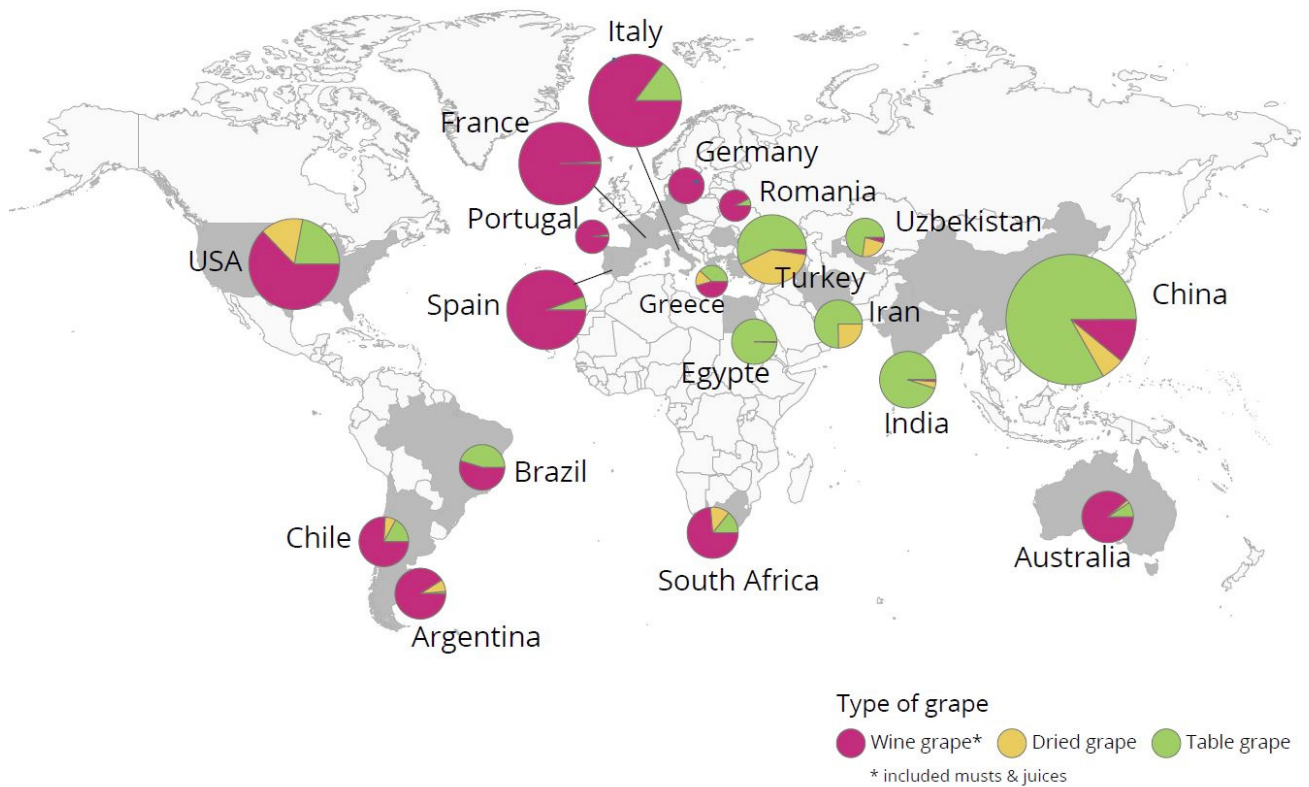 Italy
France
Germany
Romania
Portugal
Uzbekistan
USA
Turkey
China
Spain
Greece
Iran
Egypte
India
Brazil
Chile
Australia
South Africa
Argentina
Type of grape
Wine grape* Dried grape Table grape
* included musts & juices